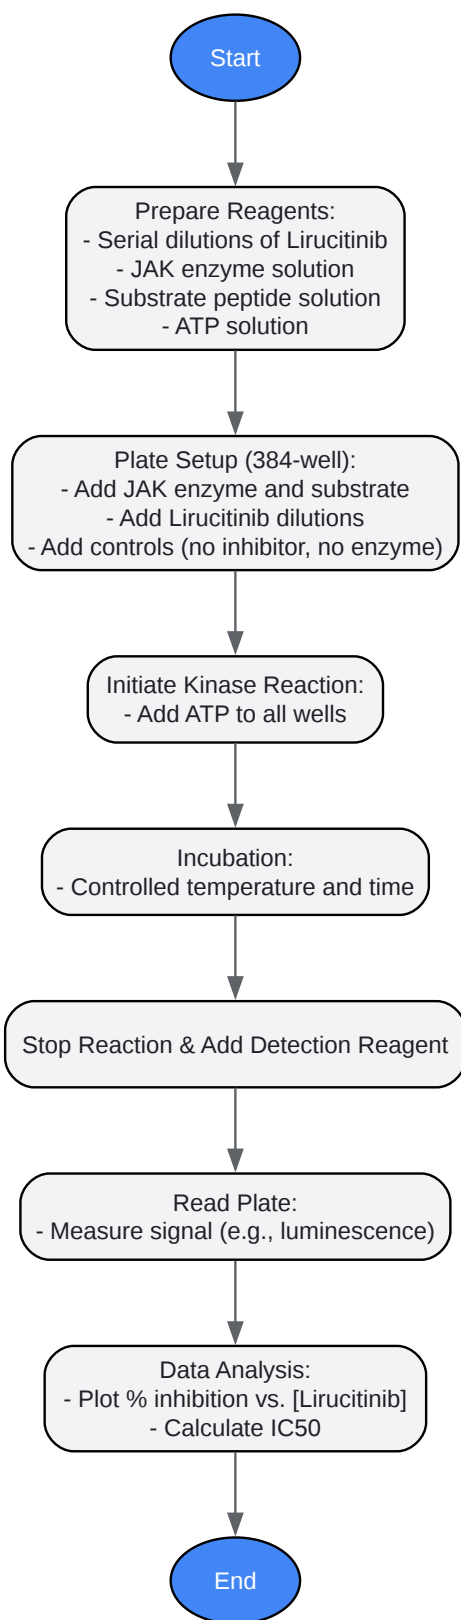 Start
Prepare Reagents:
- Serial dilutions of Lirucitinib
- JAK enzyme solution
- Substrate peptide solution
- ATP solution
Plate Setup (384-well):
- Add JAK enzyme and substrate
- Add Lirucitinib dilutions
- Add controls (no inhibitor, no enzyme)
Initiate Kinase Reaction:
- Add ATP to all wells
Incubation:
- Controlled temperature and time
Stop Reaction & Add Detection Reagent
Read Plate:
- Measure signal (e.g., luminescence)
Data Analysis:
- Plot % inhibition vs. [Lirucitinib]
- Calculate IC50
End